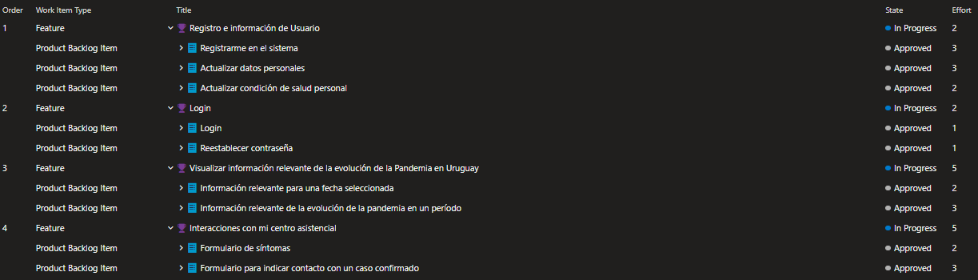 Order Work Item Type Title State Effort
1 Feature Registro e información de Usuario In Progress 2
Product Backlog Item Registrarme en el sistema Approved 3
Product Backlog Item Actualizar datos personales Approved 3
Product Backlog Item Actualizar condición de salud personal Approved 2
2 Feature Login In Progress 2
Product Backlog Item Login Approved 1
Product Backlog Item Reestablecer contraseña Approved 1
3 Feature Visualizar información relevante de la evolución de la Pandemia en Uruguay In Progress 5
Product Backlog Item Información relevante para una fecha seleccionada Approved 2
Product Backlog Item Información relevante de la evolución de la pandemia en un período Approved 3
4 Feature Interacciones con mi centro asistencial In Progress 5
Product Backlog Item Formulario de síntomas Approved 2
Product Backlog Item Formulario para indicar contacto con un caso confirmado Approved 3